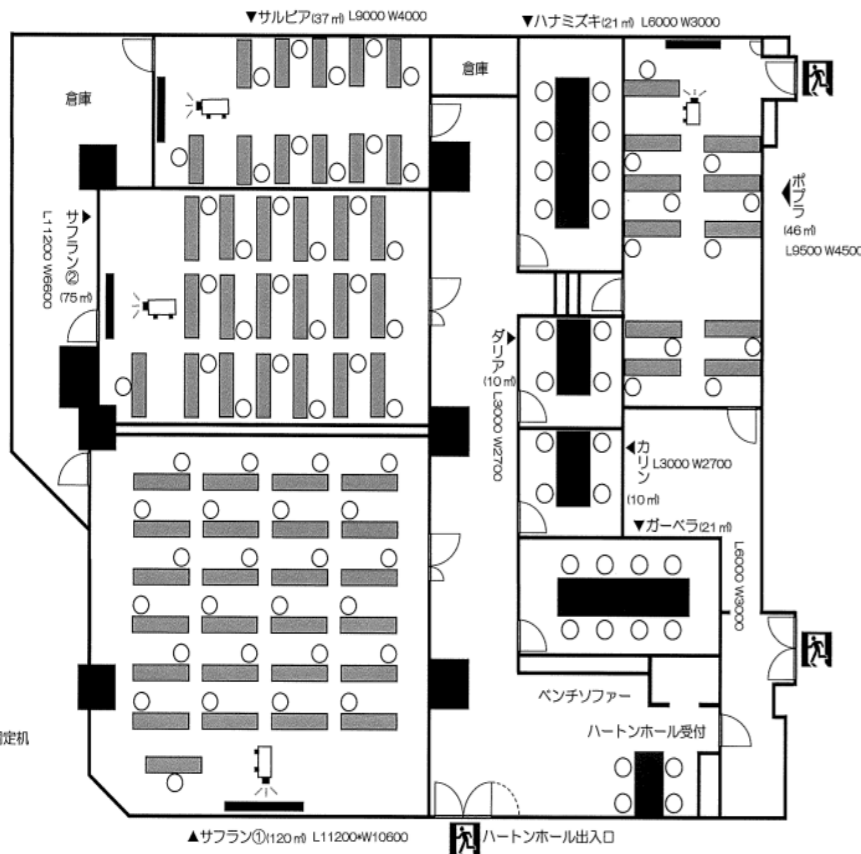 ▼サルビア(37㎡) L9000 W4000
▼ハナミズキ(21㎡) L6000 W3000
倉庫
倉庫
▲ポプラ
(46㎡)
L9500 W4500
▲サフラン②
(75㎡)
L11200 W6600
▲ダリア
(10㎡)
L3000 W2700
▲カリン
L3000 W2700
(10㎡)
▼ガーベラ(21㎡)
L6000 W3000
ベンチソファー
ハートンホール受付
定机
▲サフラン①(120㎡) L11200*W10600
ハートンホール出入口